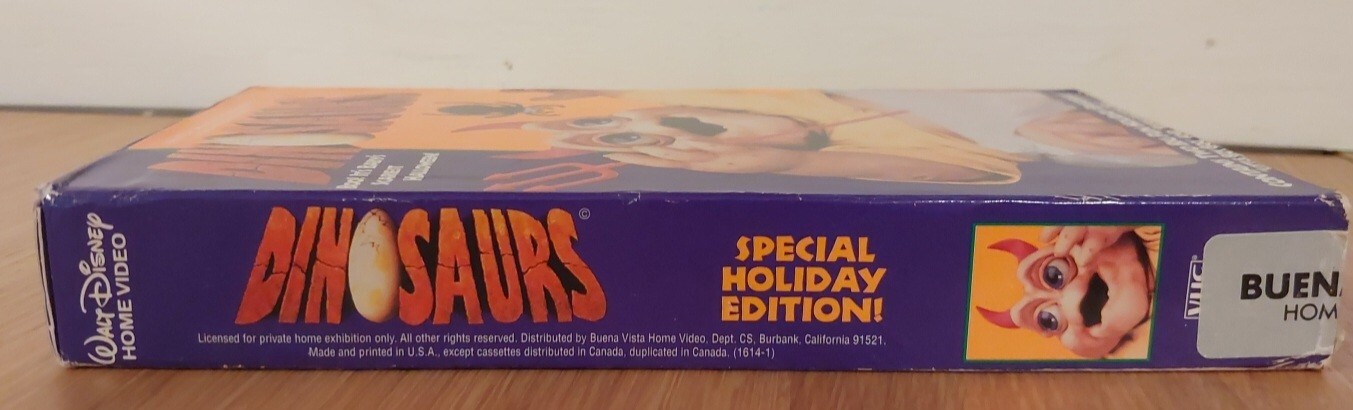 WALT DISNEY
HOME VIDEO
DINOSAURS
©
SPECIAL
HOLIDAY
EDITION!
Licensed for private home exhibition only. All other rights reserved. Distributed by Buena Vista Home Video, Dept. CS, Burbank, California 91521.
Made and printed in U.S.A., except cassettes distributed in Canada, duplicated in Canada. (1614-1)
VHS
BUEN
HOM